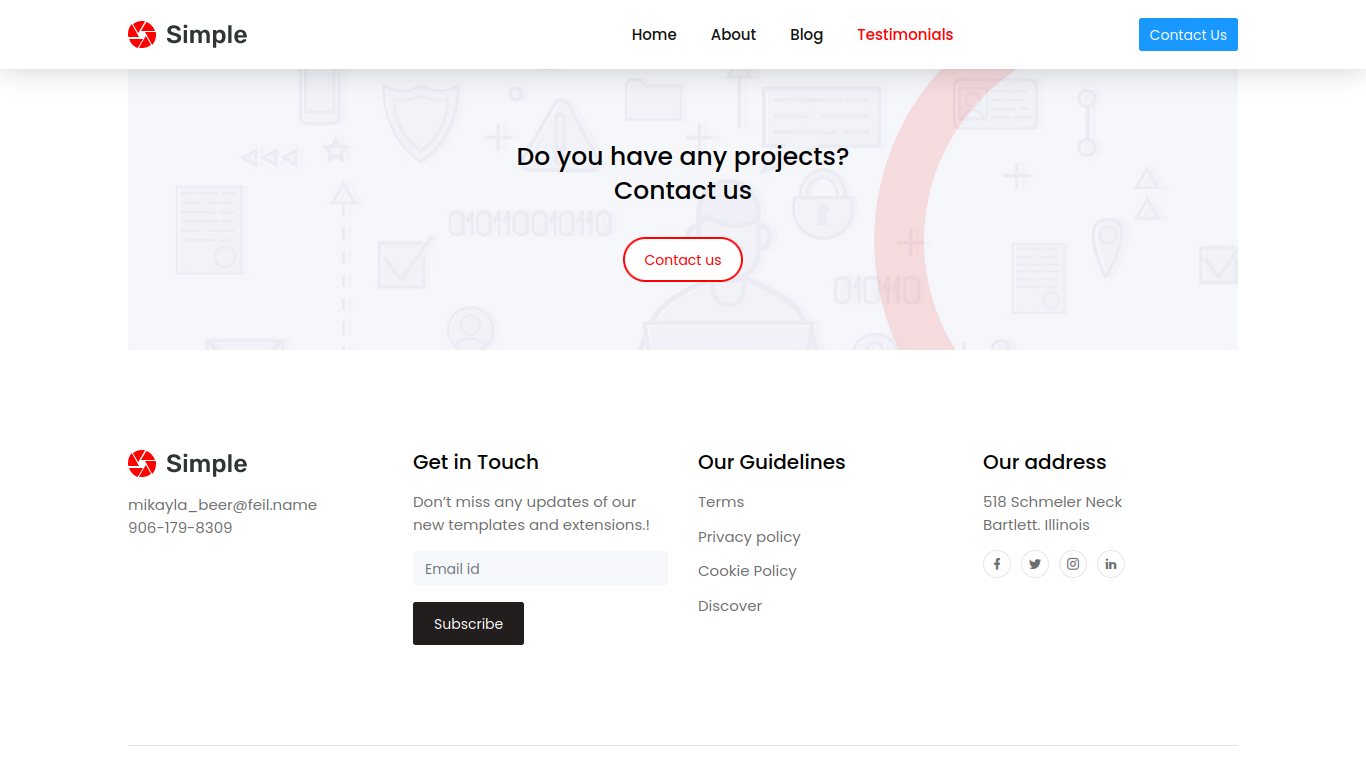 Simple
Home About Blog Testimonials
Contact Us
Do you have any projects?
Contact us
010110010110
Contact us
010110
Simple
mikayla_beer@feil.name
906-179-8309
Get in Touch
Don’t miss any updates of our
new templates and extensions.!
Email id
Subscribe
Our Guidelines
Terms
Privacy policy
Cookie Policy
Discover
Our address
518 Schmeler Neck
Bartlett. Illinois